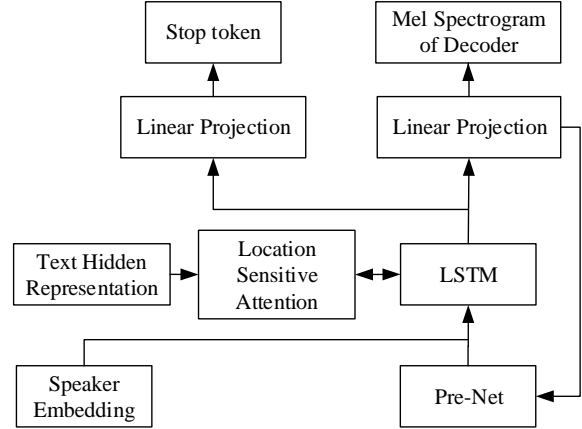 Stop token
Mel Spectrogram
of Decoder
Linear Projection
Linear Projection
Text Hidden
Representation
Location
Sensitive
Attention
LSTM
Speaker
Embedding
Pre-Net